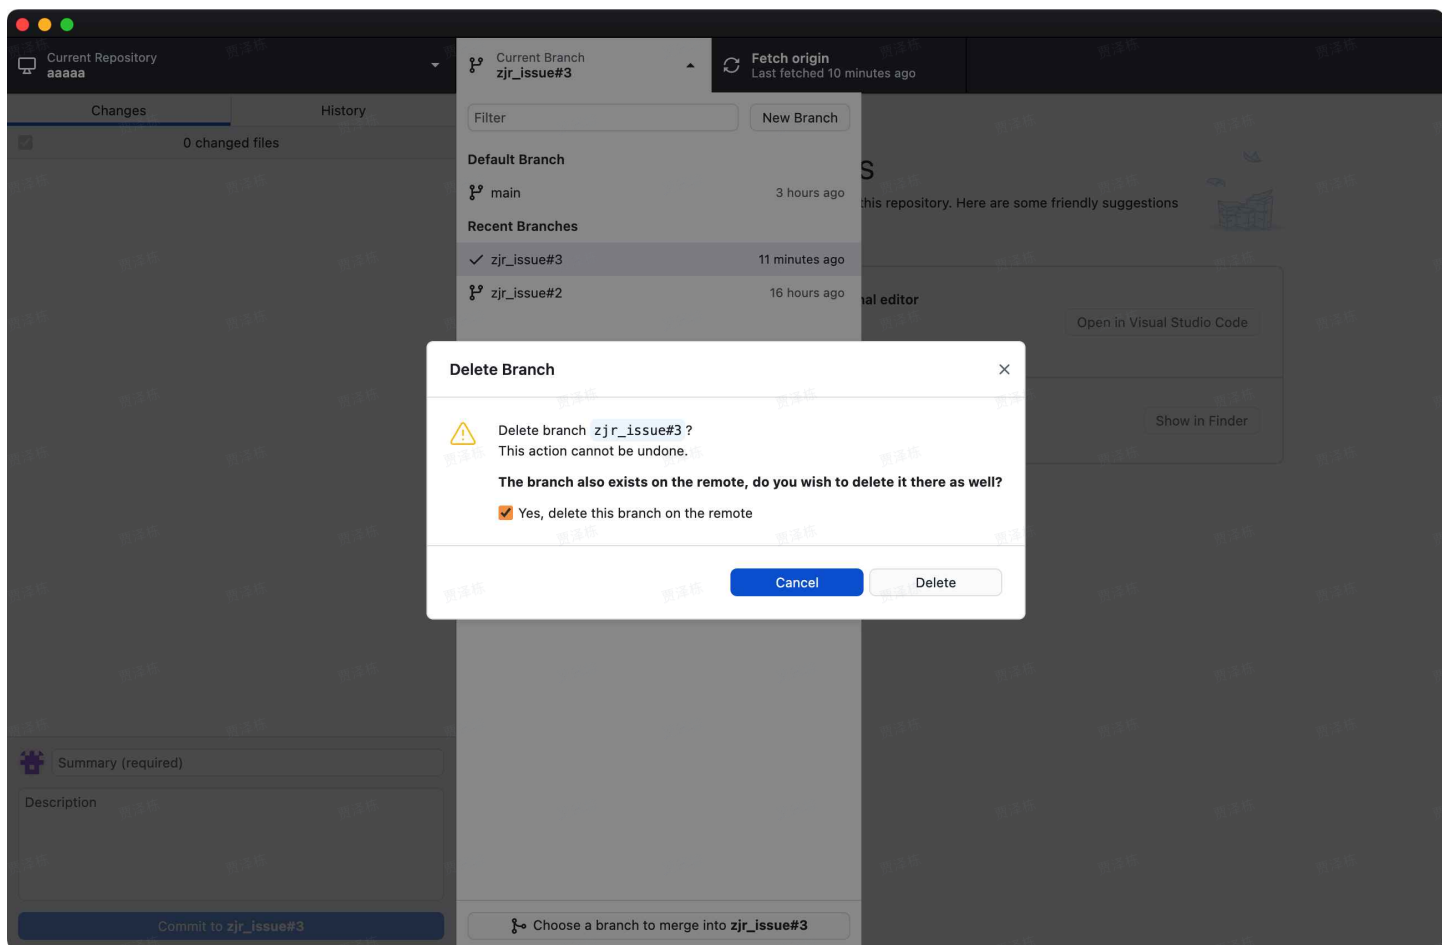 Current Repository
aaaaa
Current Branch
zjr_issue#3
Fetch origin
Last fetched 10 minutes ago
Changes
History
0 changed files
Filter
New Branch
Default Branch
main
3 hours ago
s
this repository. Here are some friendly suggestions
Recent Branches
zjr_issue#3
11 minutes ago
zjr_issue#2
16 hours ago
nal editor
Open in Visual Studio Code
Show in Finder
Delete Branch
Delete branch zjr_issue#3?
This action cannot be undone.
The branch also exists on the remote, do you wish to delete it there as well?
Yes, delete this branch on the remote
Cancel
Delete
Summary (required)
Description
Commit to zjr_issue#3
Choose a branch to merge into zjr_issue#3
贾泽栋